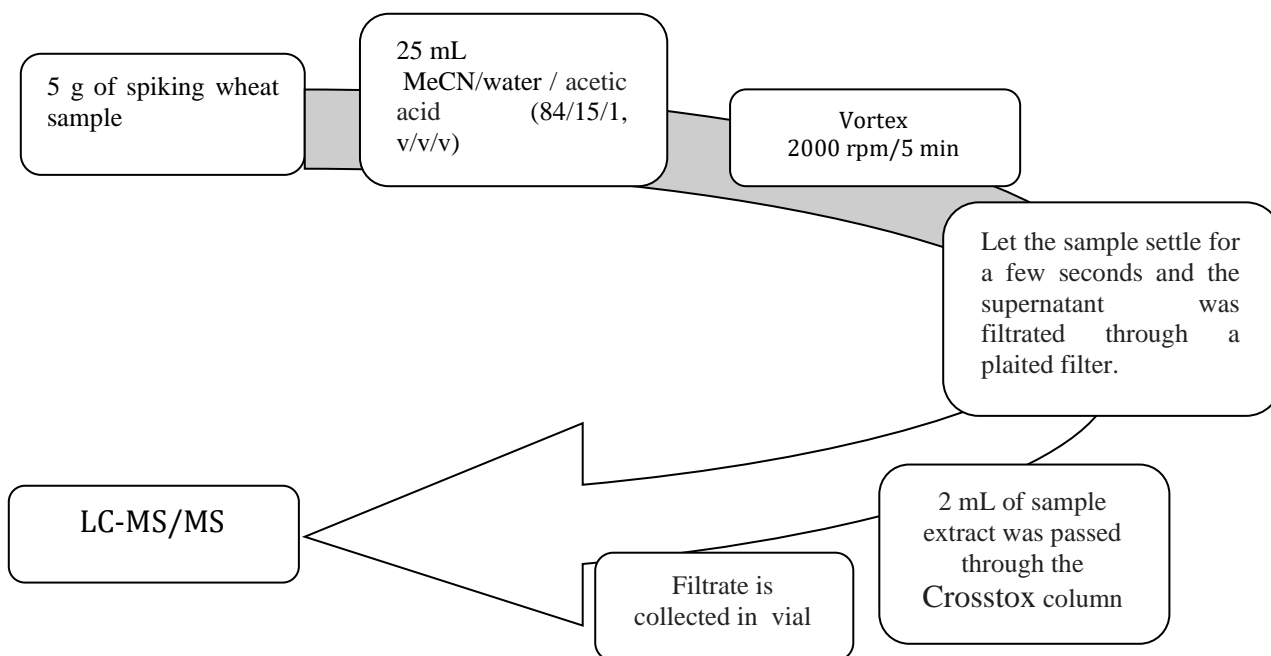 5 g of spiking wheat
sample
25 mL
MeCN/water / acetic
acid (84/15/1,
v/v/v)
Vortex
2000 rpm/5 min
Let the sample settle for
a few seconds and the
supernatant was
filtrated through a
plaited filter.
2 mL of sample
extract was passed
through the
Crosstox column
Filtrate is
collected in vial
LC-MS/MS